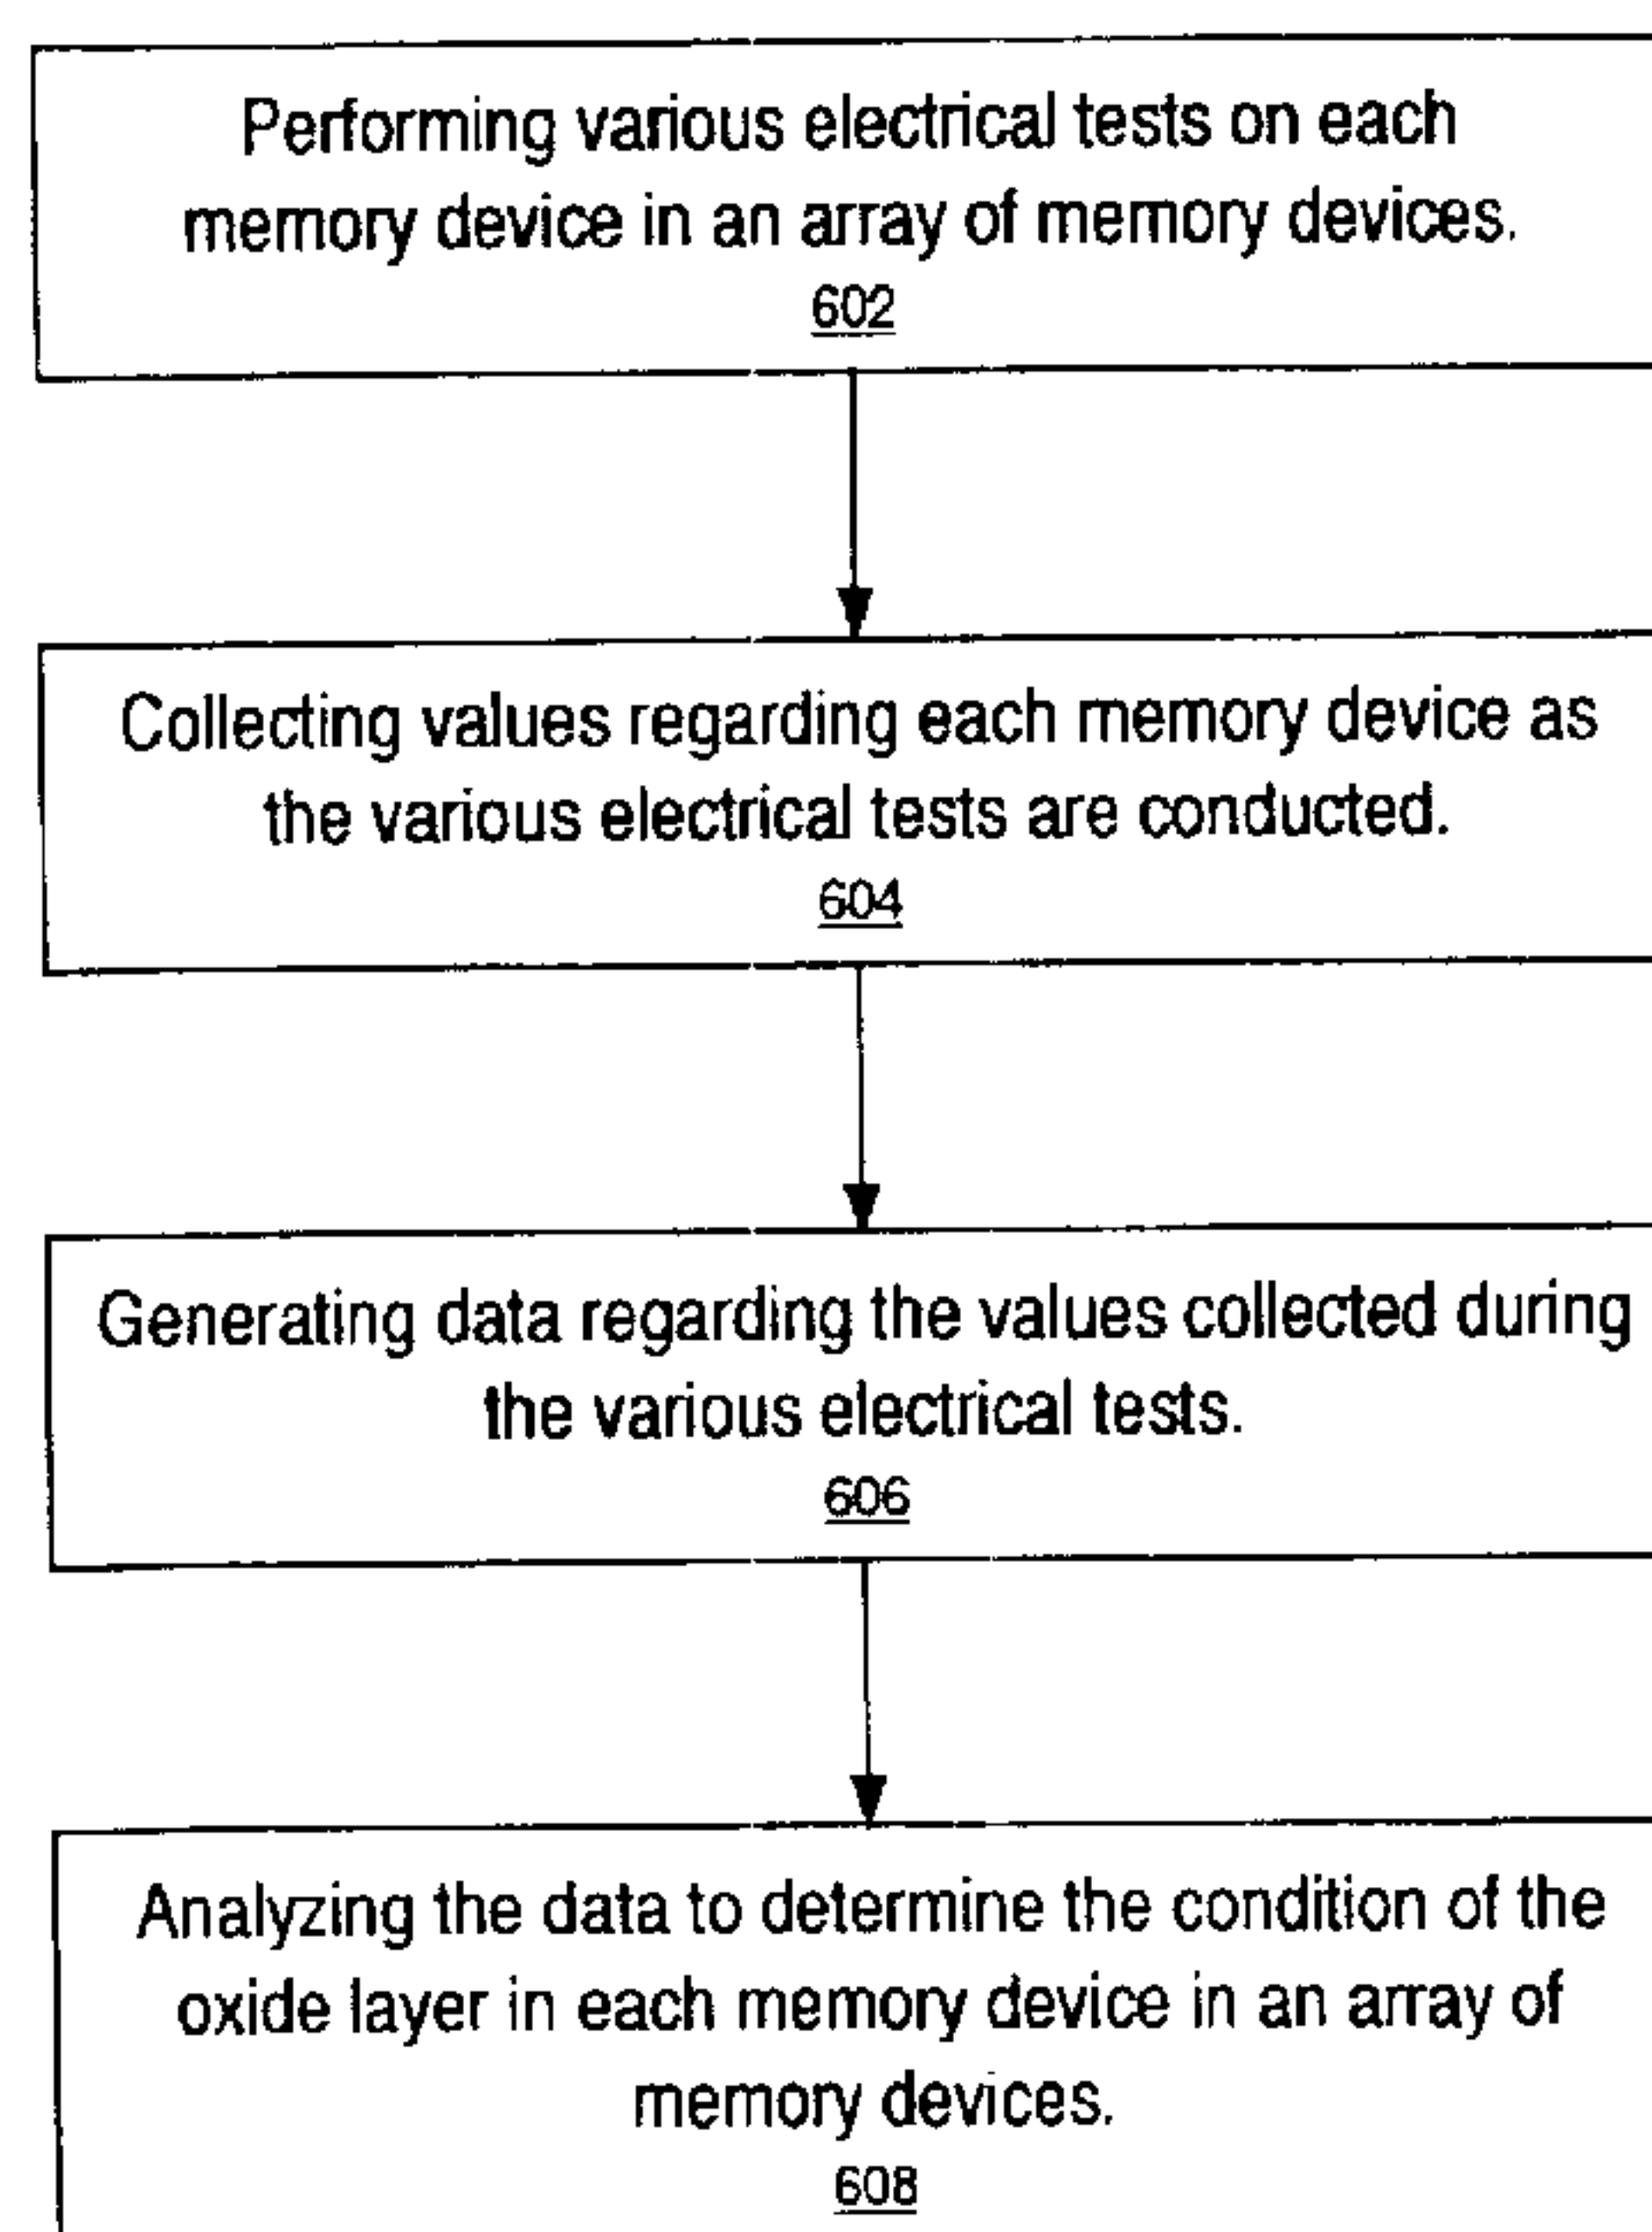 Performing various electrical tests on each
memory device in an array of memory devices.
602
Collecting values regarding each memory device as
the various electrical tests are conducted.
604
Generating data regarding the values collected during
the various electrical tests.
606
Analyzing the data to determine the condition of the
oxide layer in each memory device in an array of
memory devices.
608